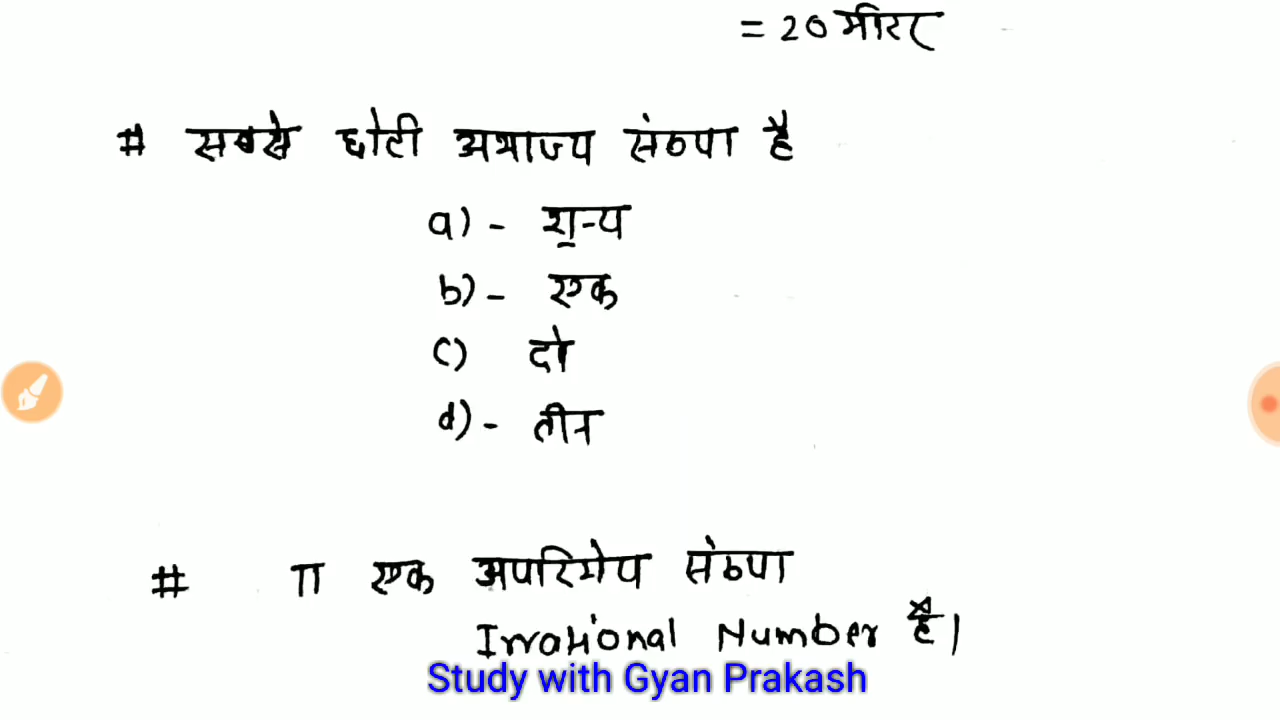 = 20 मीटर
# सबसे छोटी अभाज्य संख्या है
a) - शून्य
b) - एक
c) दो
d) - तीन
# π एक अपरिमेय संख्या
Irrational Number है।
Study with Gyan Prakash